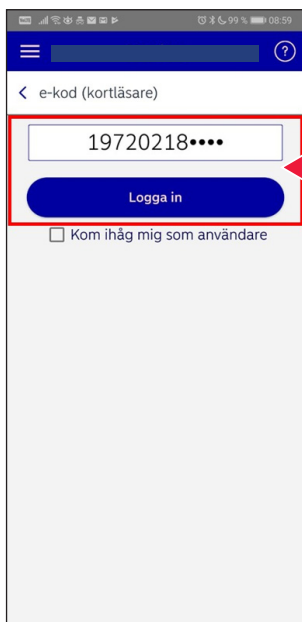 99 % 08:59
e-kod (kortläsare)
19720218••••
Logga in
Kom ihåg mig som användare